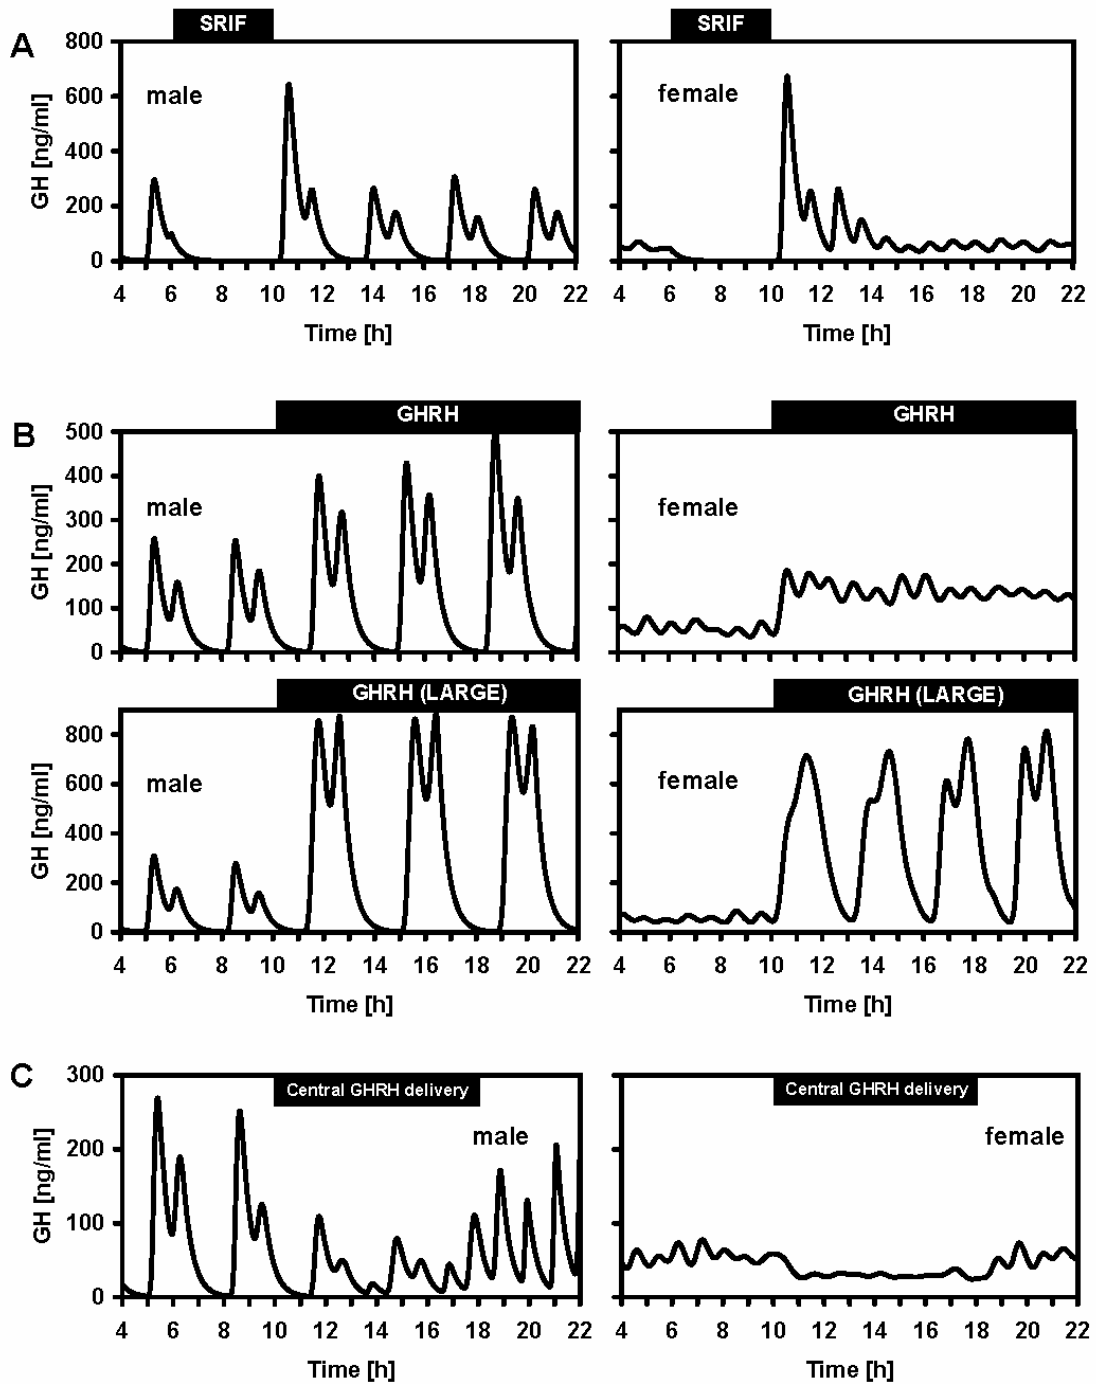 SRIF SRIF
A
800
600
400
200
0
GH [ng/ml]
male female
4 6 8 10 12 14 16 18 20 22 4 6 8 10 12 14 16 18 20 22
Time [h] Time [h]
GHRH GHRH
B
500
400
300
200
100
0
GH [ng/ml]
male female
GHRH (LARGE) GHRH (LARGE)
800
600
400
200
0
GH [ng/ml]
male female
4 6 8 10 12 14 16 18 20 22 4 6 8 10 12 14 16 18 20 22
Time [h] Time [h]
C
300
200
100
0
GH [ng/ml]
Central GHRH delivery Central GHRH delivery
male female
4 6 8 10 12 14 16 18 20 22 4 6 8 10 12 14 16 18 20 22
Time [h] Time [h]